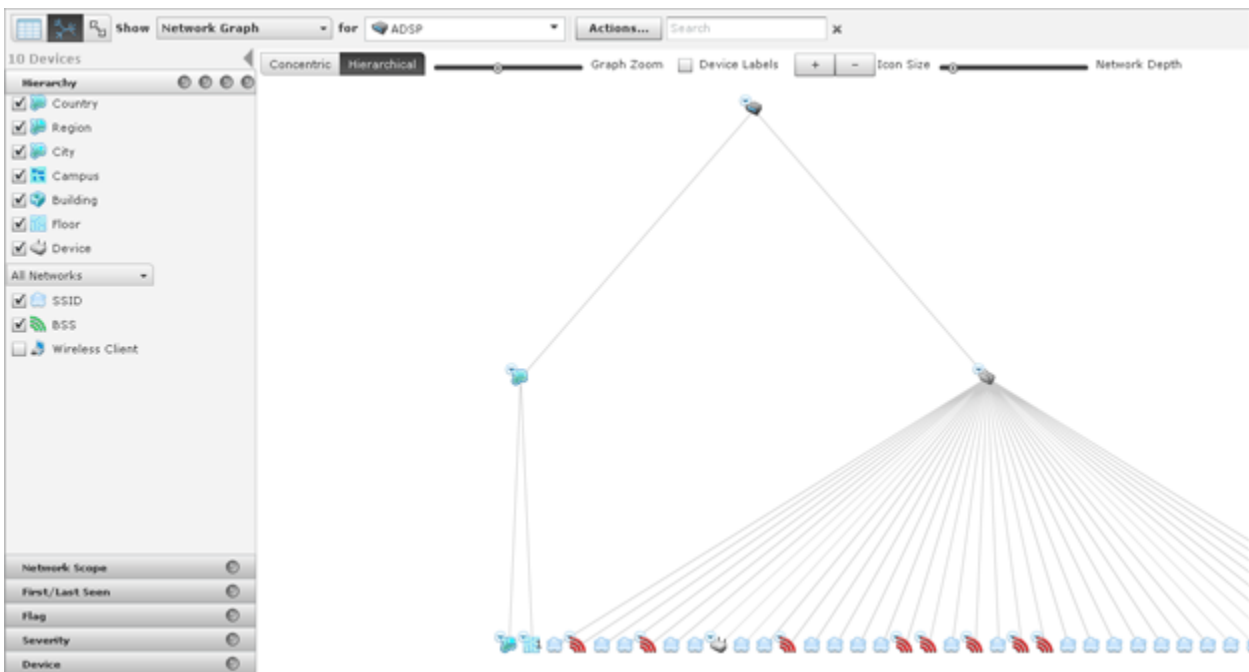 Show Network Graph for ADSP Actions... Search x
10 Devices
Concentric Hierarchical Graph Zoom Device Labels + - Icon Size Network Depth
Hierarchy
Country
Region
City
Campus
Building
Floor
Device
All Networks
SSID
BSS
Wireless Client
Network Scope
First/Last Seen
Flag
Severity
Device